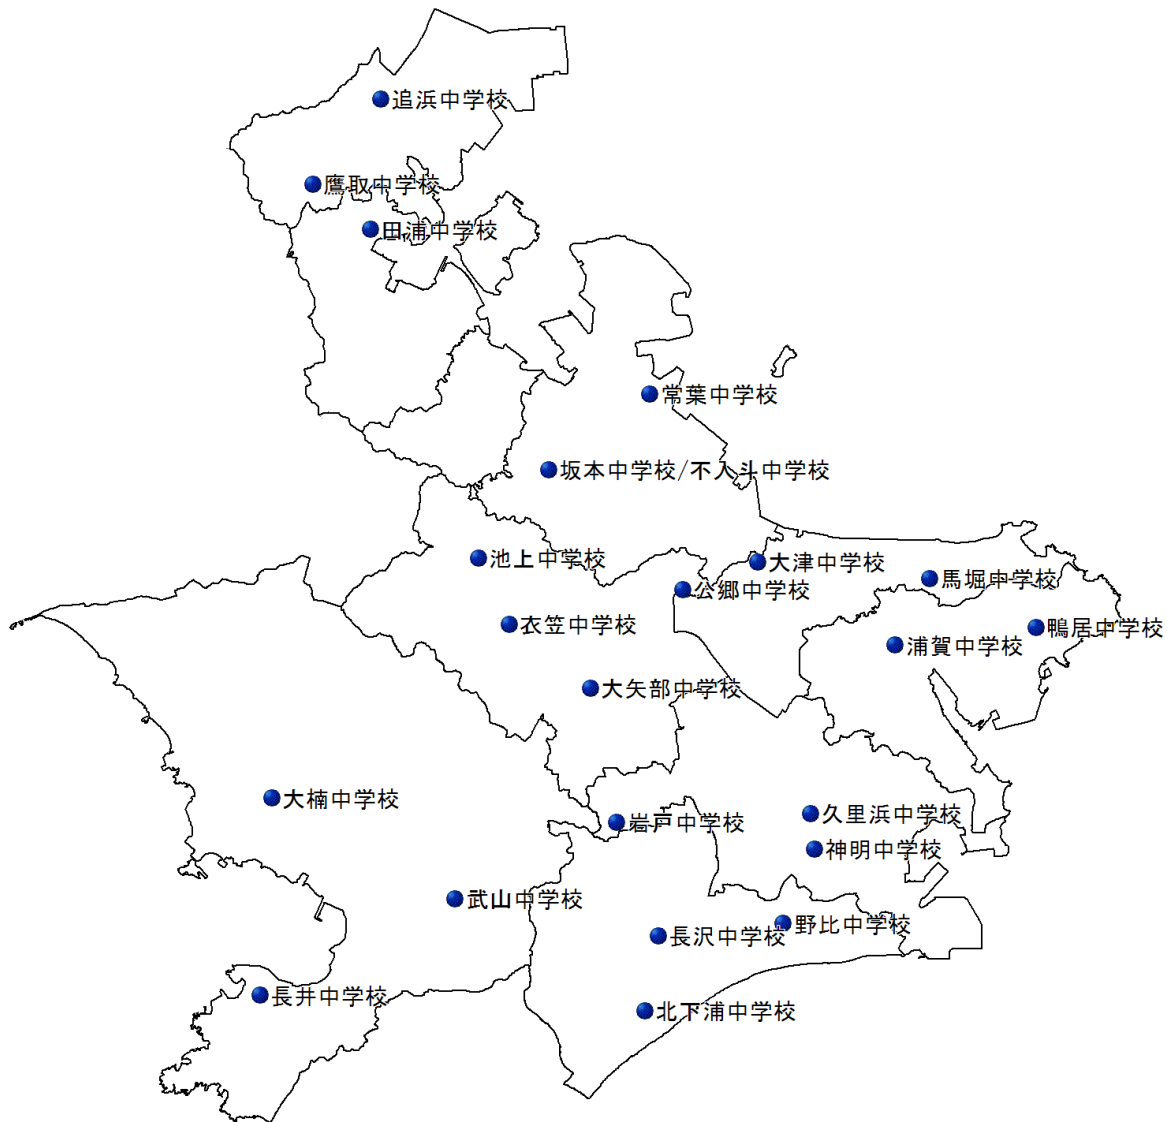 追浜中学校
鷹取中学校
田浦中学校
常葉中学校
坂本中学校/不入斗中学校
池上中学校
大津中学校
馬堀中学校
公郷中学校
衣笠中学校
鴨居中学校
浦賀中学校
大矢部中学校
大楠中学校
岩戸中学校
久里浜中学校
神明中学校
武山中学校
野比中学校
長沢中学校
長井中学校
北下浦中学校